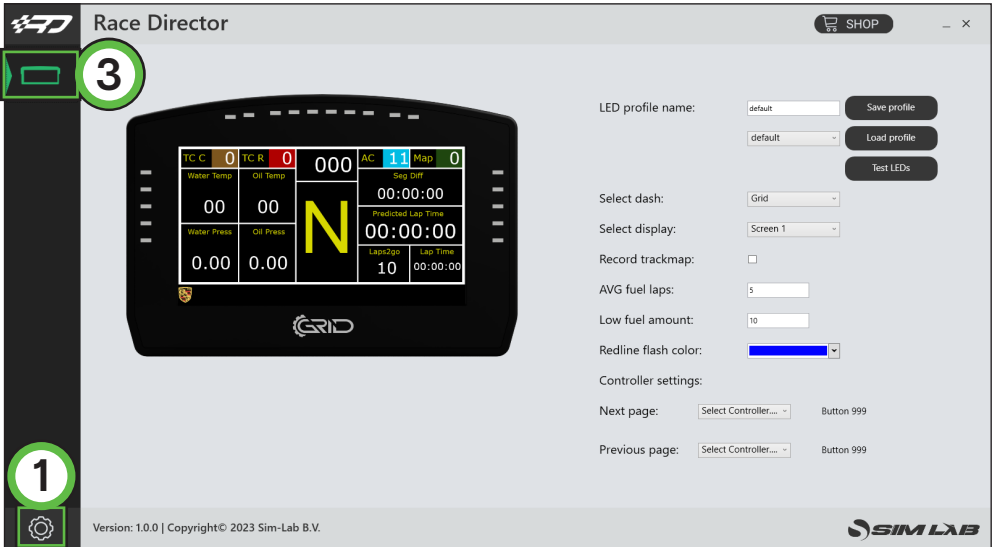 RD
Race Director
SHOP
3
LED profile name:
default
Save profile
default
Load profile
Test LEDs
Select dash:
Grid
Select display:
Screen 1
Record trackmap:
AVG fuel laps:
5
Low fuel amount:
10
Redline flash color:
Controller settings:
Next page:
Select Controller....
Button 999
Previous page:
Select Controller....
Button 999
TC C 0 TC R 0 000 AC 11 Map 0
Water Temp Oil Temp Seg Diff
00 00 N 00:00:00
Predicted Lap Time
Water Press Oil Press 00:00:00
Laps2go Lap Time
0.00 0.00 10 00:00:00
GRID
1
Version: 1.0.0 | Copyright© 2023 Sim-Lab B.V.
SIM LAB